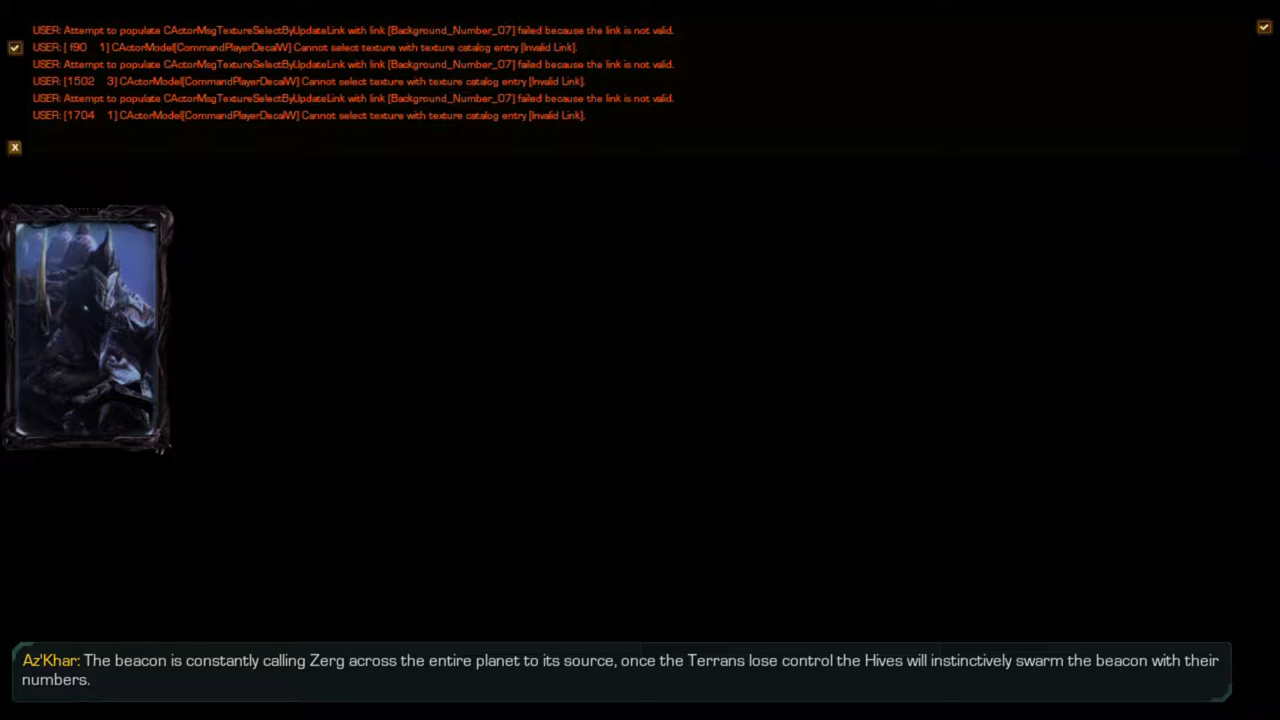 USER: Attempt to populate CActorMsgTextureSelectByUpdateLink with link [Background_Number_07] failed because the link is not valid.
USER: [ f90 1] CActorModel[CommandPlayerDecalW] Cannot select texture with texture catalog entry [Invalid Link].
USER: Attempt to populate CActorMsgTextureSelectByUpdateLink with link [Background_Number_07] failed because the link is not valid.
USER: [1502 3] CActorModel[CommandPlayerDecalW] Cannot select texture with texture catalog entry [Invalid Link].
USER: Attempt to populate CActorMsgTextureSelectByUpdateLink with link [Background_Number_07] failed because the link is not valid.
USER: [1704 1] CActorModel[CommandPlayerDecalW] Cannot select texture with texture catalog entry [Invalid Link].
X
Az'Khar: The beacon is constantly calling Zerg across the entire planet to its source, once the Terrans lose control the Hives will instinctively swarm the beacon with their
numbers.